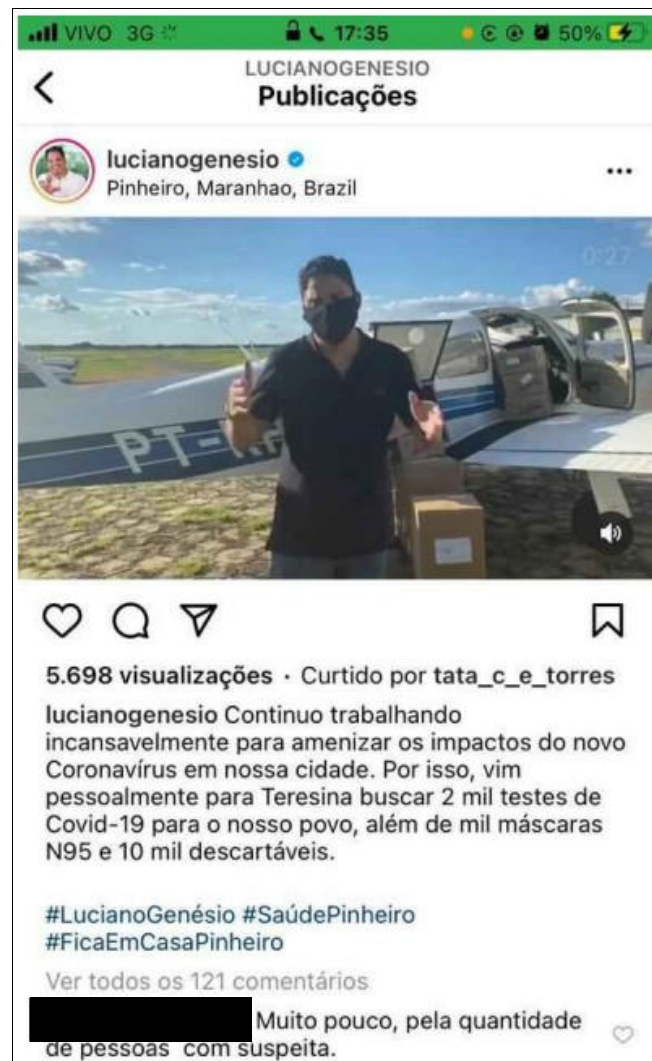 VIVO 3G 17:35 50%
LUCIANOGENESIO
Publicações
lucianogenesio
Pinheiro, Maranhao, Brazil
0:27
PT-
5.698 visualizações · Curtido por tata_c_e_torres
lucianogenesio Continuo trabalhando
incansavelmente para amenizar os impactos do novo
Coronavírus em nossa cidade. Por isso, vim
pessoalmente para Teresina buscar 2 mil testes de
Covid-19 para o nosso povo, além de mil máscaras
N95 e 10 mil descartáveis.
#LucianoGenésio #SaúdePinheiro
#FicaEmCasaPinheiro
Ver todos os 121 comentários
Muito pouco, pela quantidade
de pessoas com suspeita.